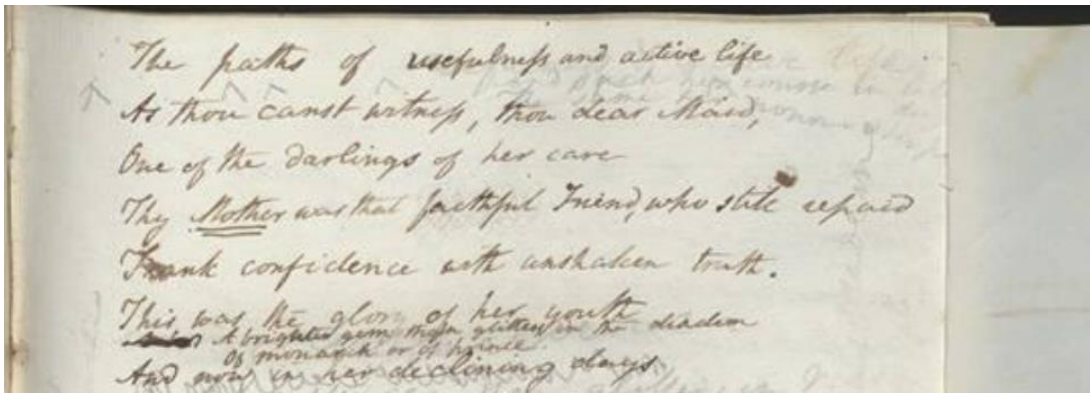 The paths of usefulness and active life
As thou canst witness, thou dear Maid,
One of the darlings of her care
Thy Mother was that faithful Friend, who still repaid
Frank confidence with unshaken truth.
This was the glory of her youth
A brighter gem than glitters in the diadem
Of monarch or of prince
And now in her declining days